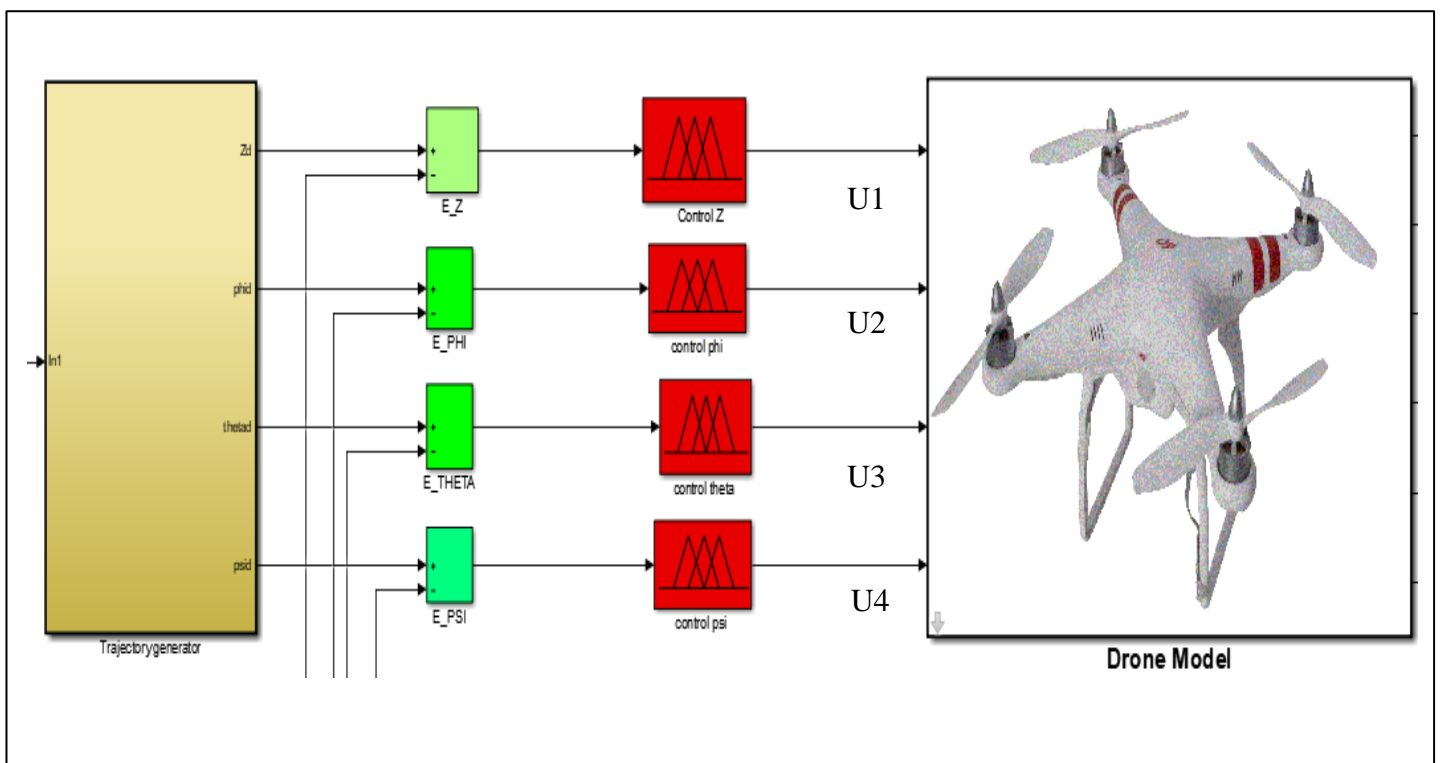 Zd
+
−
E_Z
Control Z
U1
phid
+
−
E_PHI
control phi
U2
In1
thetad
+
−
E_THETA
control theta
U3
psid
+
−
E_PSI
control psi
U4
Trajectorygenerator
Drone Model